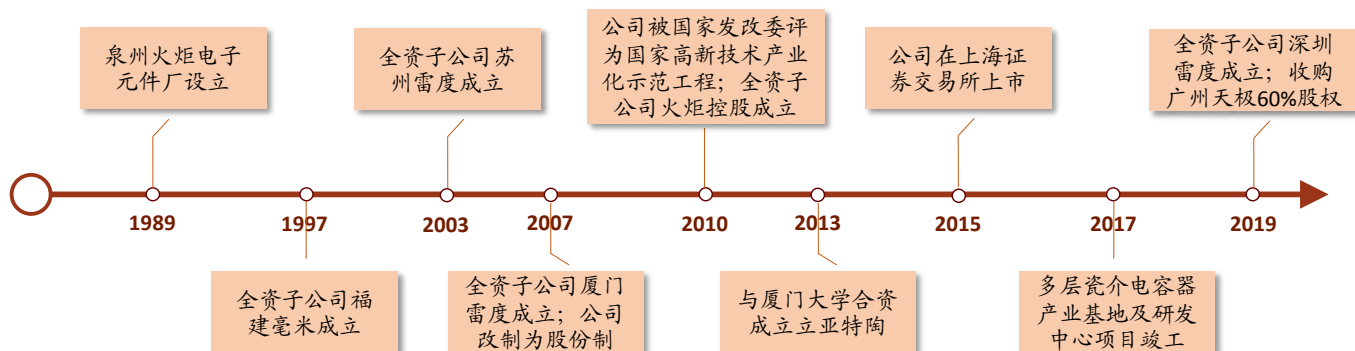 泉州火炬电子
元件厂设立
全资子公司苏
州雷度成立
公司被国家发改委评
为国家高新技术产业
化示范工程；全资子
公司火炬控股成立
公司在上海证
券交易所上市
全资子公司深圳
雷度成立；收购
广州天极60%股权
1989
1997
2003
2007
2010
2013
2015
2017
2019
全资子公司福
建毫米成立
全资子公司厦门
雷度成立；公司
改制为股份制
与厦门大学合资
成立立亚特陶
多层瓷介电容器
产业基地及研发
中心项目竣工